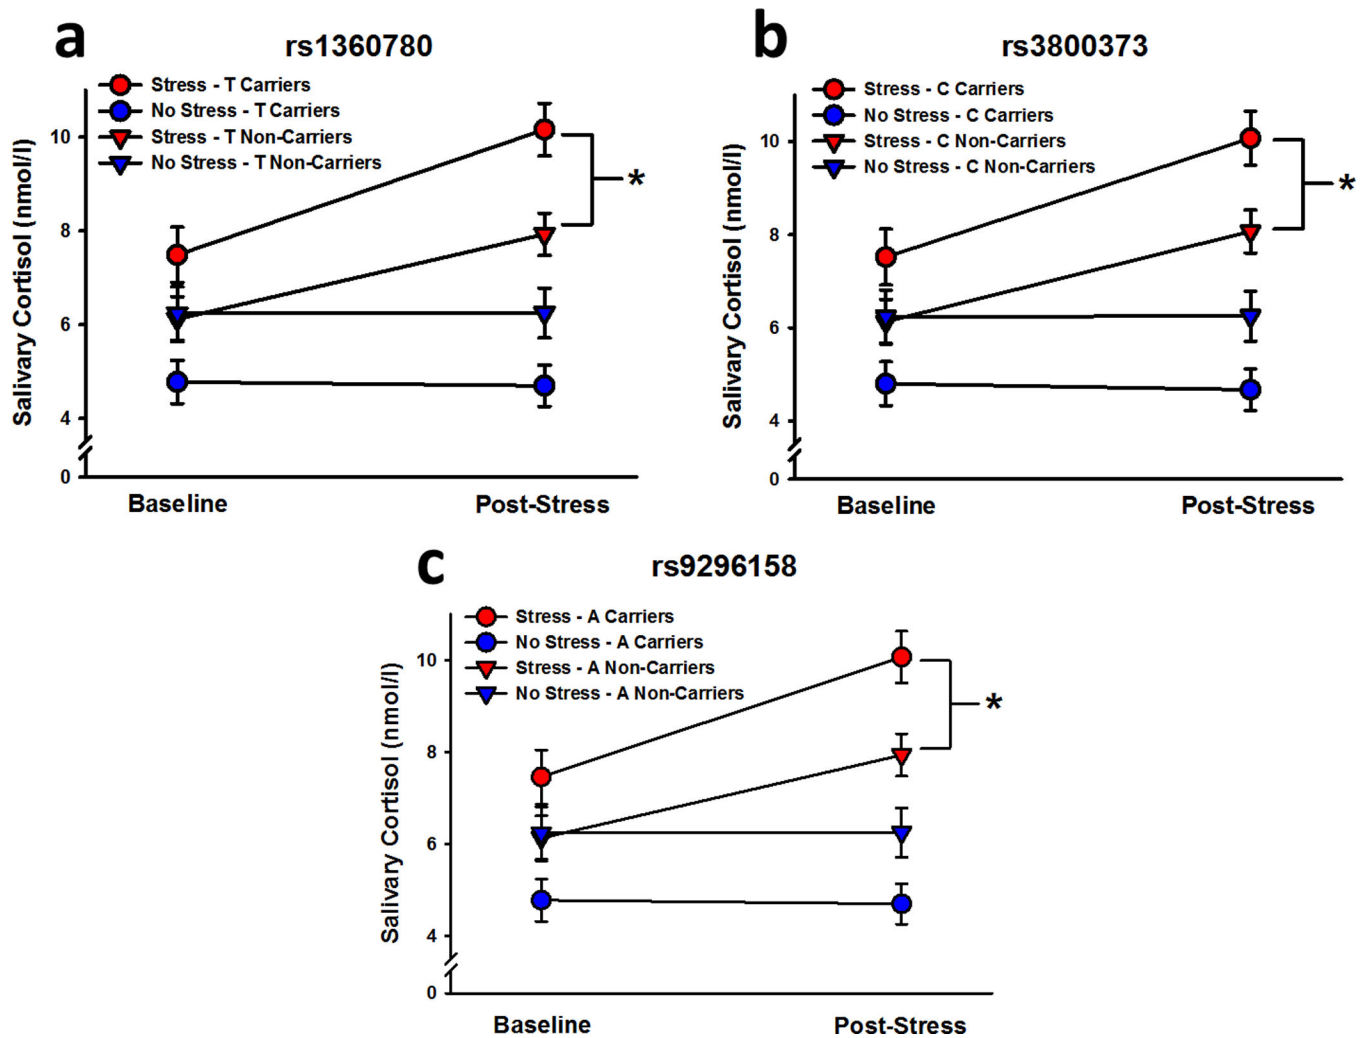 a
rs1360780
Stress - T Carriers
No Stress - T Carriers
Stress - T Non-Carriers
No Stress - T Non-Carriers
Salivary Cortisol (nmol/l)
10
8
6
4
0
*
Baseline
Post-Stress
b
rs3800373
Stress - C Carriers
No Stress - C Carriers
Stress - C Non-Carriers
No Stress - C Non-Carriers
Salivary Cortisol (nmol/l)
10
8
6
4
0
*
Baseline
Post-Stress
c
rs9296158
Stress - A Carriers
No Stress - A Carriers
Stress - A Non-Carriers
No Stress - A Non-Carriers
Salivary Cortisol (nmol/l)
10
8
6
4
0
*
Baseline
Post-Stress